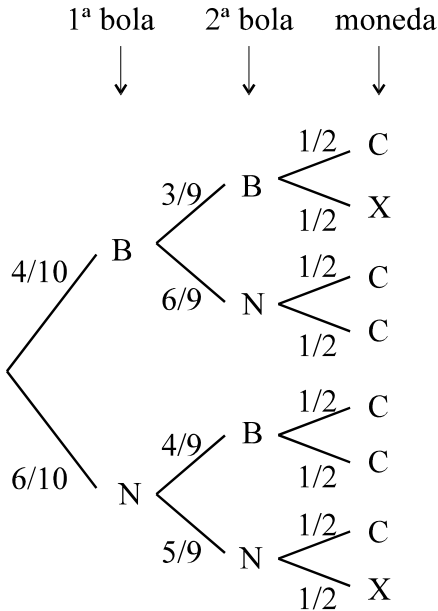 1ª bola 2ª bola moneda
1/2 C
3/9 B
1/2 X
4/10 B
1/2 C
6/9 N
1/2 C
1/2 C
4/9 B
1/2 C
6/10 N
1/2 C
5/9 N
1/2 X